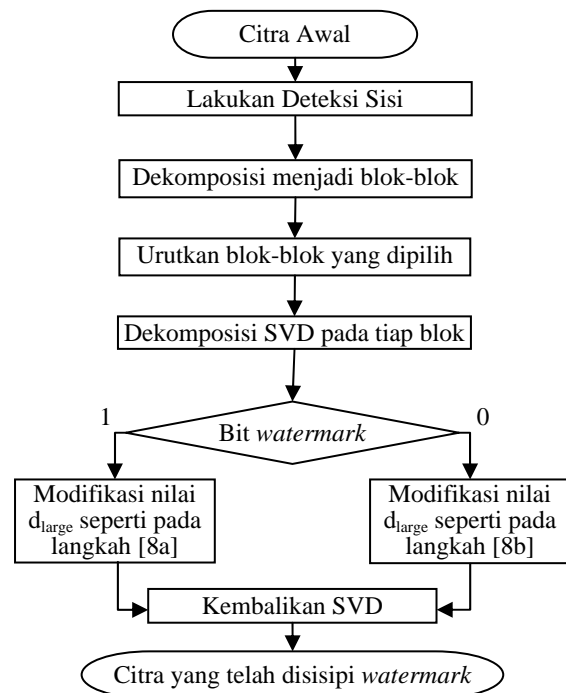 Citra Awal
Lakukan Deteksi Sisi
Dekomposisi menjadi blok-blok
Urutkan blok-blok yang dipilih
Dekomposisi SVD pada tiap blok
1
Bit watermark
0
Modifikasi nilai
d_large seperti pada
langkah [8a]
Modifikasi nilai
d_large seperti pada
langkah [8b]
Kembalikan SVD
Citra yang telah disisipi watermark